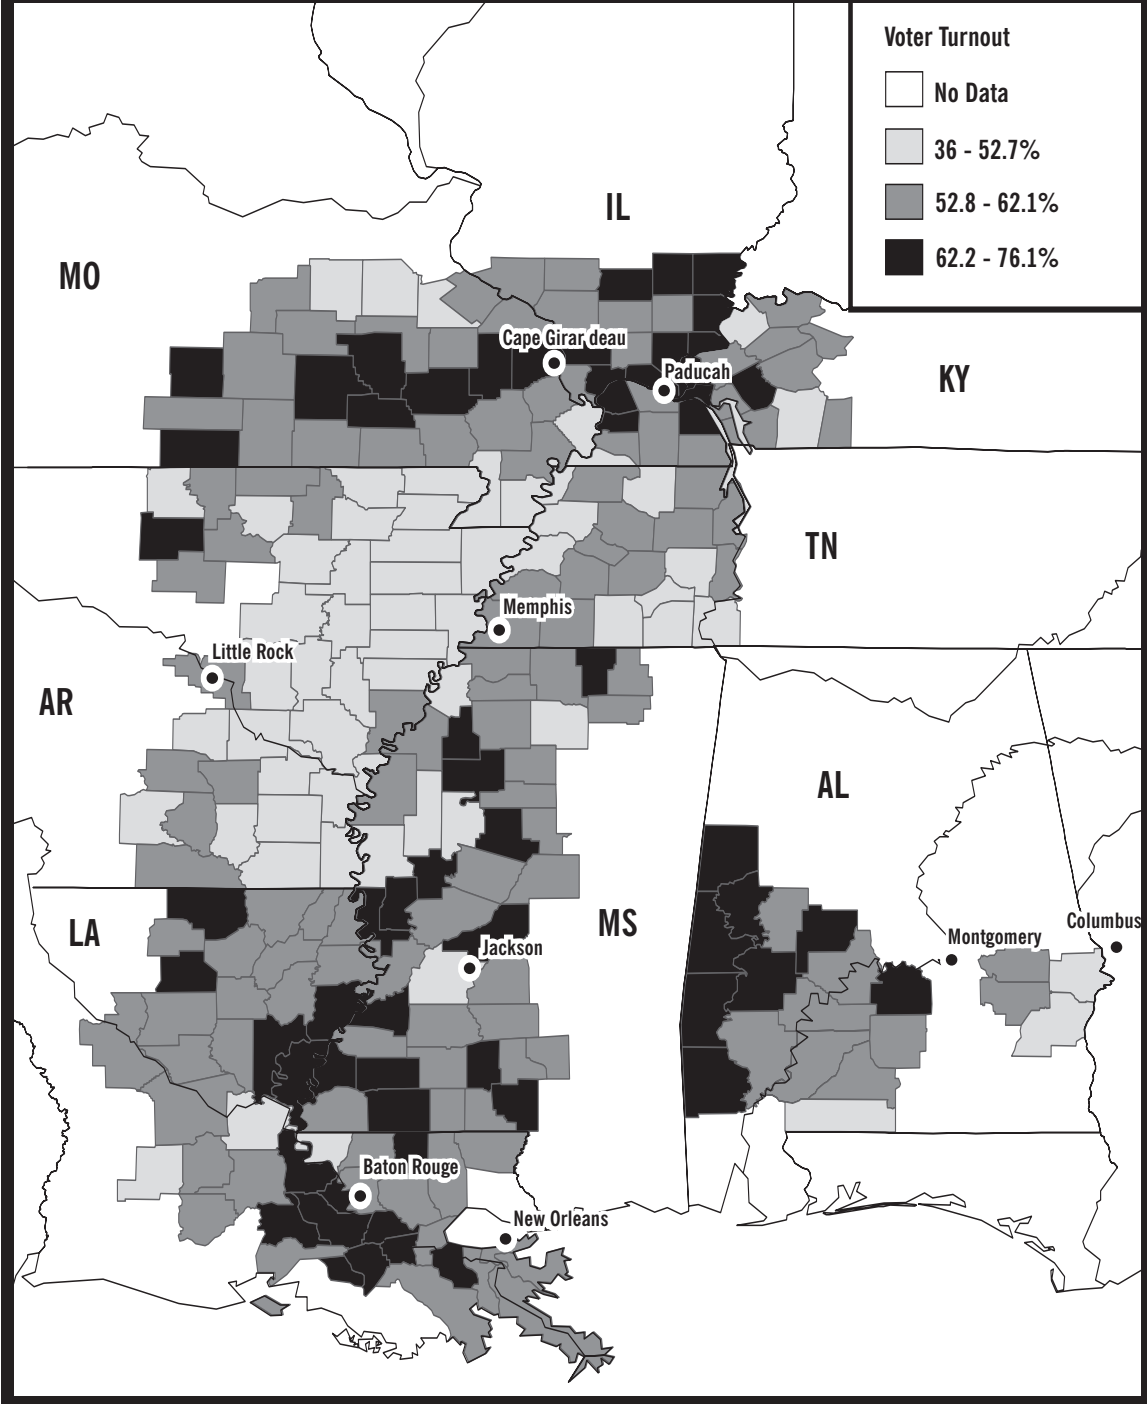 Voter Turnout
No Data
36 - 52.7%
52.8 - 62.1%
62.2 - 76.1%
IL
MO
Cape Girar deau
Paducah
KY
TN
Memphis
Little Rock
AR
AL
MS
LA
Columbus
Montgomery
Jackson
Baton Rouge
New Orleans